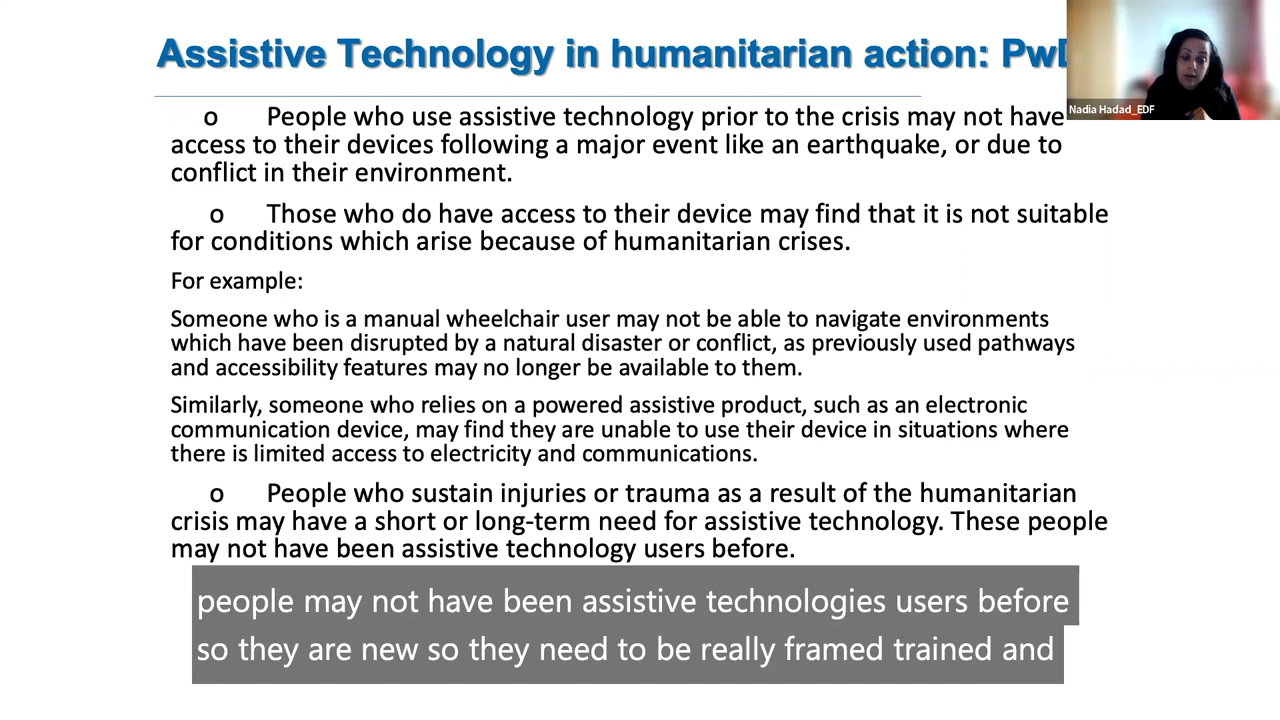 Assistive Technology in humanitarian action: PwD
Nadia Hadad_EDF
o People who use assistive technology prior to the crisis may not have
access to their devices following a major event like an earthquake, or due to
conflict in their environment.
o Those who do have access to their device may find that it is not suitable
for conditions which arise because of humanitarian crises.
For example:
Someone who is a manual wheelchair user may not be able to navigate environments
which have been disrupted by a natural disaster or conflict, as previously used pathways
and accessibility features may no longer be available to them.
Similarly, someone who relies on a powered assistive product, such as an electronic
communication device, may find they are unable to use their device in situations where
there is limited access to electricity and communications.
o People who sustain injuries or trauma as a result of the humanitarian
crisis may have a short or long-term need for assistive technology. These people
may not have been assistive technology users before.
people may not have been assistive technologies users before
so they are new so they need to be really framed trained and